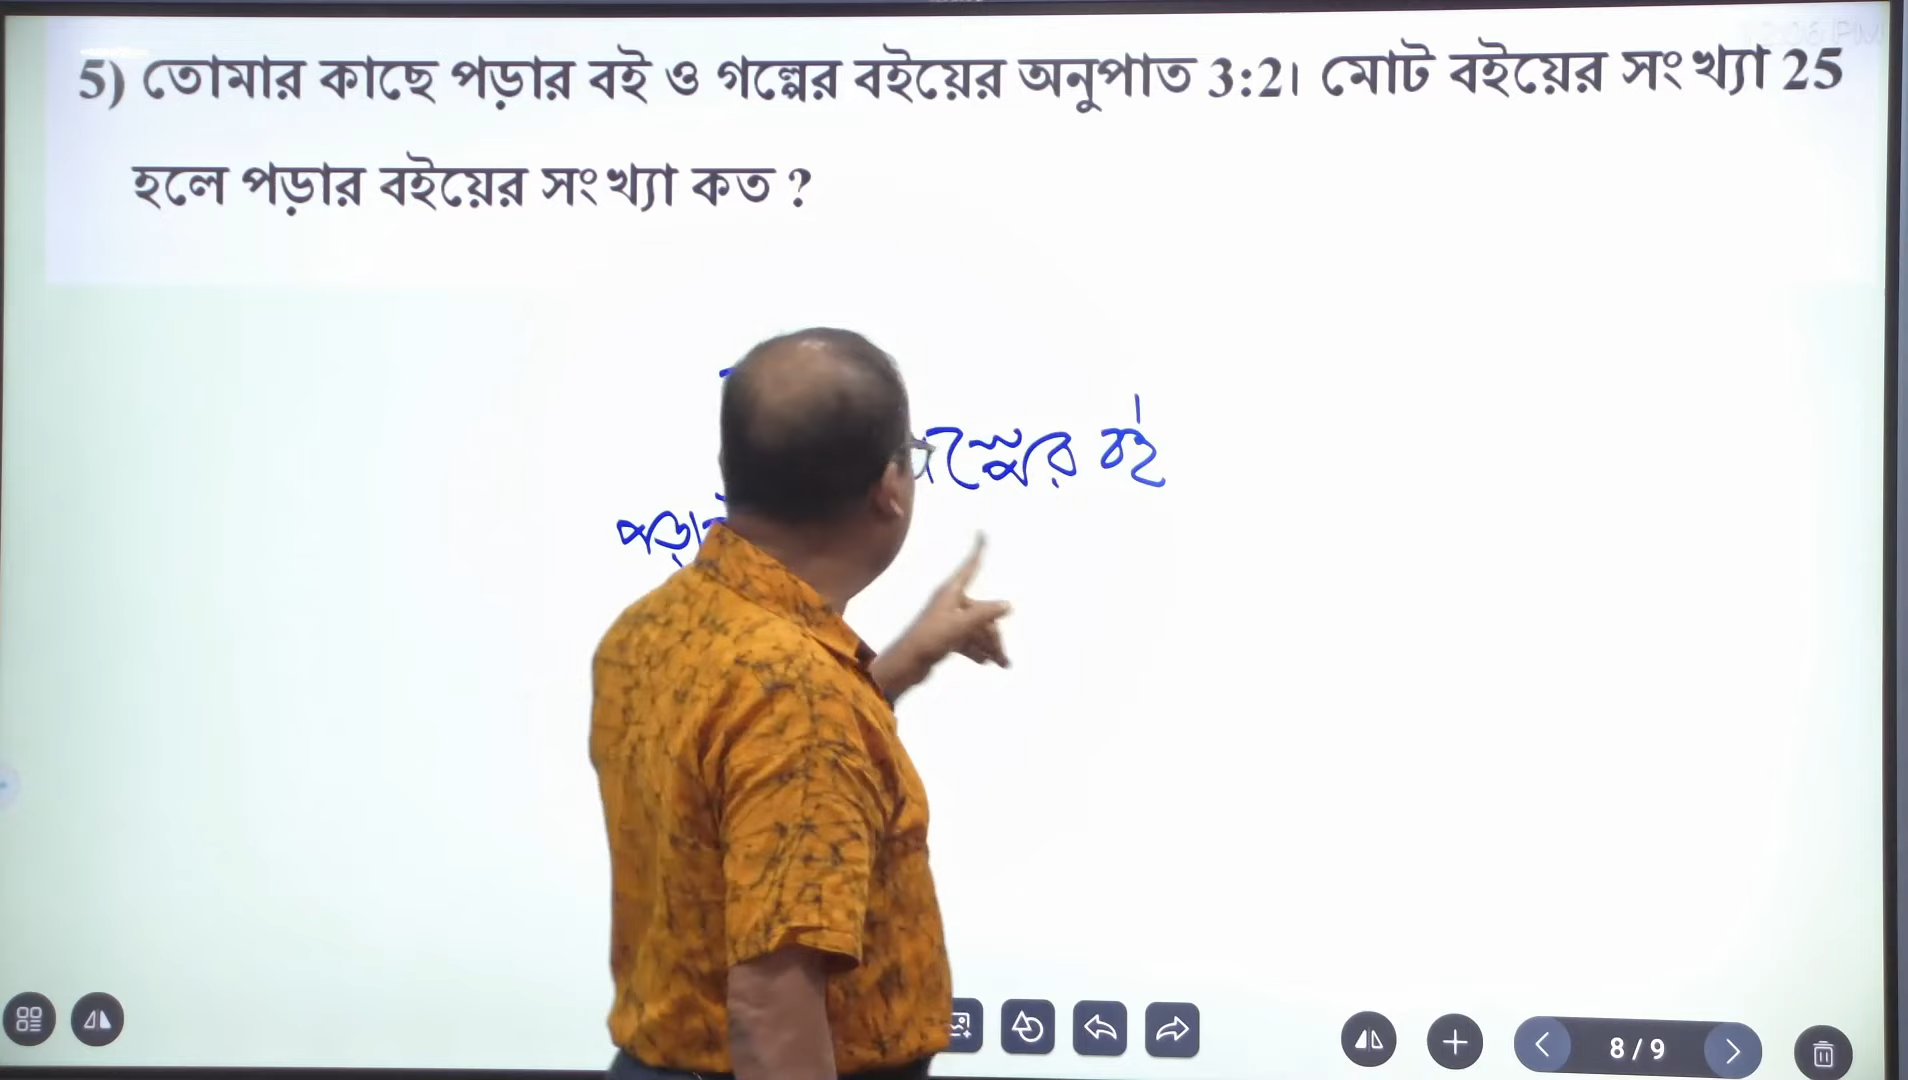 5) তোমার কাছে পড়ার বই ও গল্পের বইয়ের অনুপাত 3:2। মোট বইয়ের সংখ্যা 25
হলে পড়ার বইয়ের সংখ্যা কত ?
বই
8 / 9